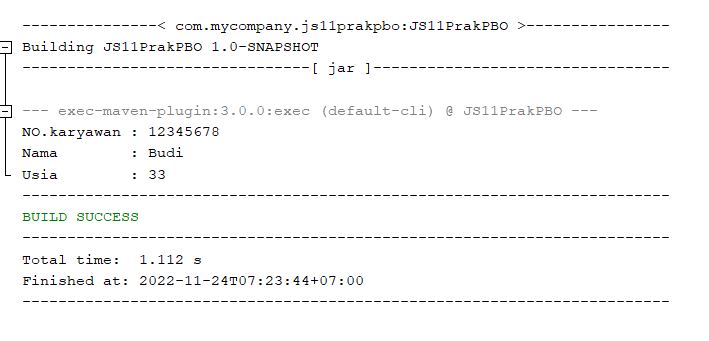 ---------------< com.mycompany.js11prakpbo:JS11PrakPBO >----------------
Building JS11PrakPBO 1.0-SNAPSHOT
--------------------------------[ jar ]---------------------------------
--- exec-maven-plugin:3.0.0:exec (default-cli) @ JS11PrakPBO ---
NO.karyawan : 12345678
Nama        : Budi
Usia        : 33
------------------------------------------------------------------------
BUILD SUCCESS
------------------------------------------------------------------------
Total time:  1.112 s
Finished at: 2022-11-24T07:23:44+07:00
------------------------------------------------------------------------